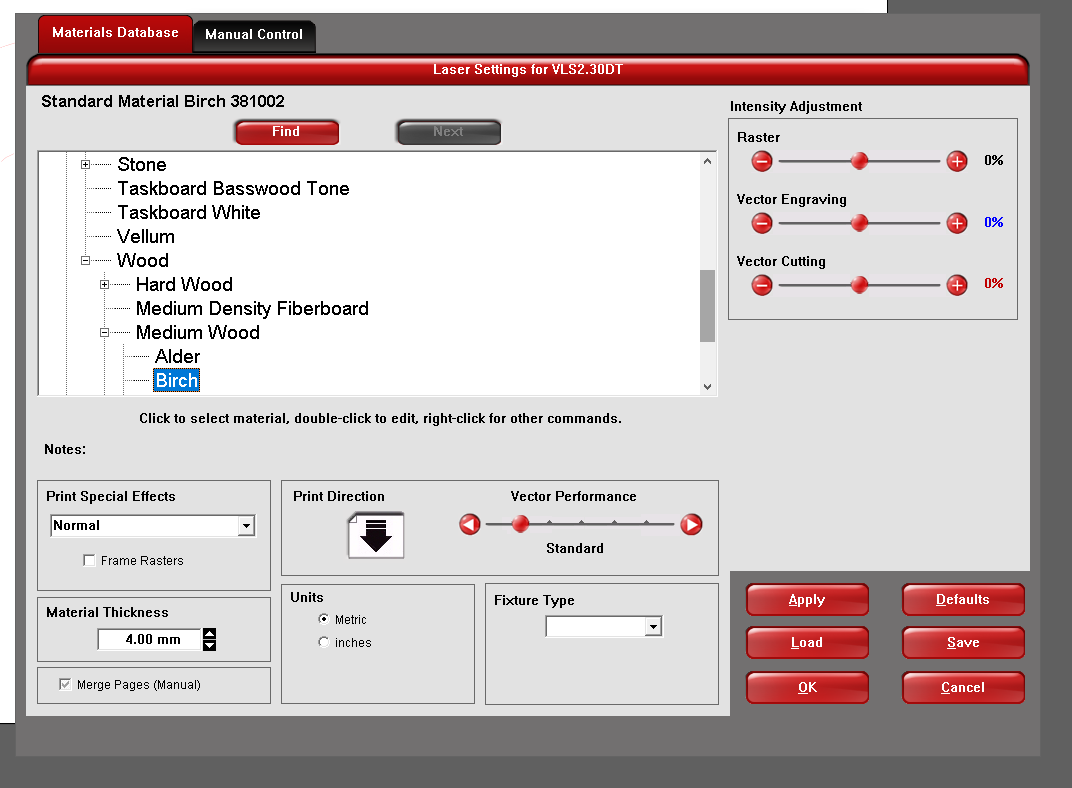 Materials Database
Manual Control
Laser Settings for VLS2.30DT
Standard Material Birch 381002
Find
Next
Stone
Taskboard Basswood Tone
Taskboard White
Vellum
Wood
Hard Wood
Medium Density Fiberboard
Medium Wood
Alder
Birch
Click to select material, double-click to edit, right-click for other commands.
Intensity Adjustment
Raster
0%
Vector Engraving
0%
Vector Cutting
0%
Notes:
Print Special Effects
Normal
Frame Rasters
Print Direction
Vector Performance
Standard
Material Thickness
4.00 mm
Merge Pages (Manual)
Units
Metric
inches
Fixture Type
Apply
Defaults
Load
Save
OK
Cancel